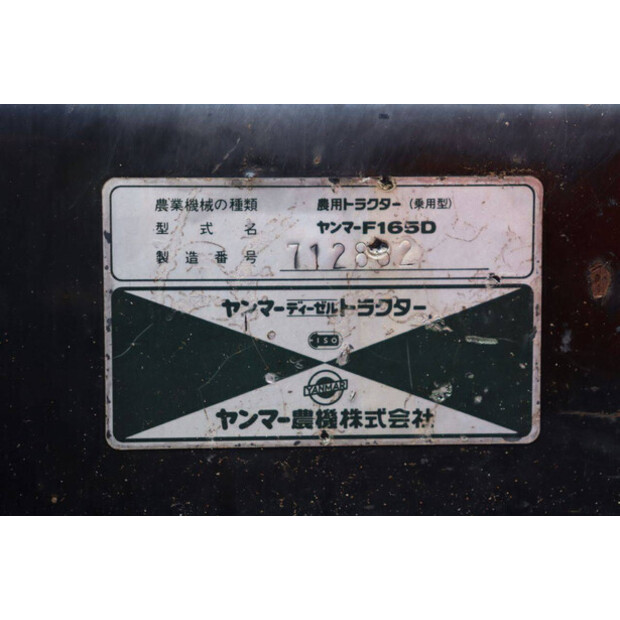 農業機械の種類 農用トラクター（乗用型）
型式名 ヤンマーF165D
製造番号 712892
ヤンマーディーゼルトラクター
ISO
YANMAR
ヤンマー農機株式会社